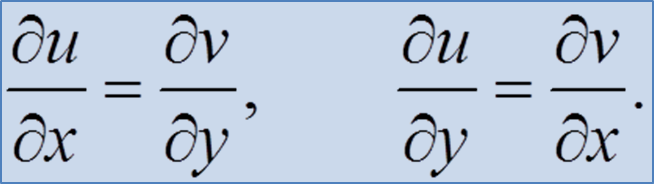 ∂u/∂x = ∂v/∂y, ∂u/∂y = ∂v/∂x.